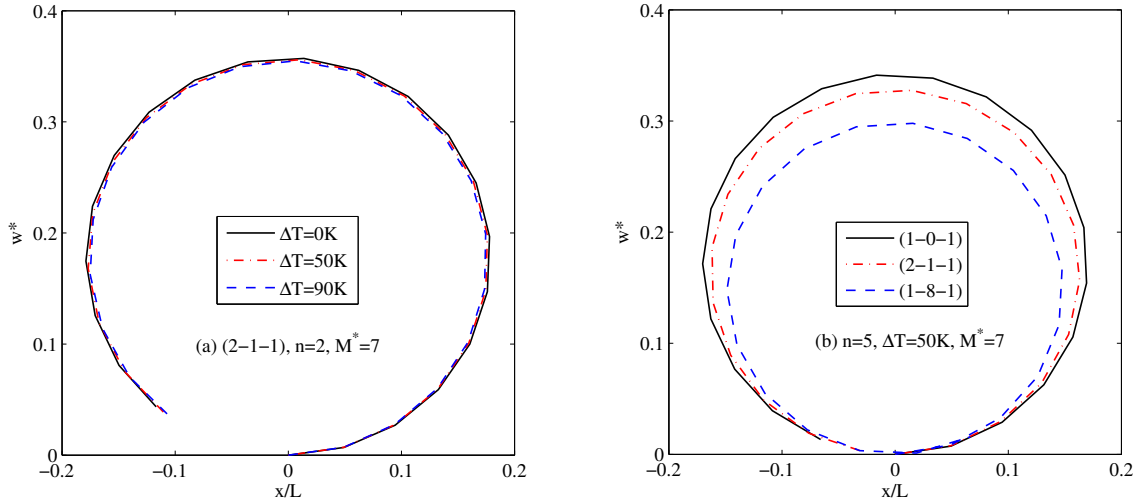 0.4
0.3
0.2
0.1
0
w*
ΔT=0K
ΔT=50K
ΔT=90K
(a) (2−1−1), n=2, M*=7
−0.2
−0.1
0
0.1
0.2
x/L
0.4
0.3
0.2
0.1
0
w*
(1−0−1)
(2−1−1)
(1−8−1)
(b) n=5, ΔT=50K, M*=7
−0.2
−0.1
0
0.1
0.2
x/L